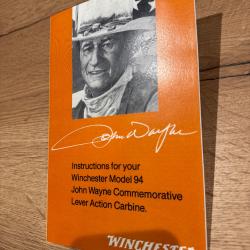 John Wayne
Instructions for your
Winchester Model 94
John Wayne Commemorative
Lever Action Carbine.
WINCHESTER